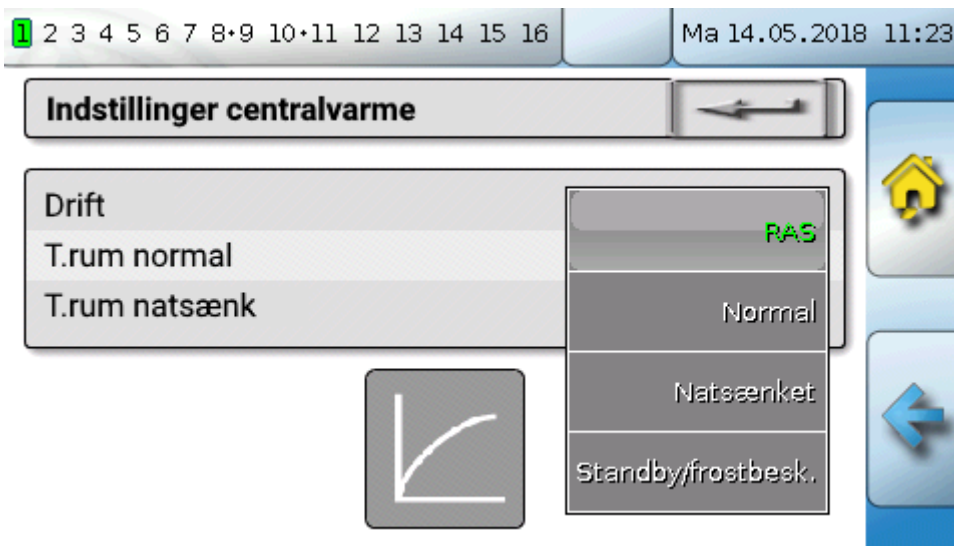 1 2 3 4 5 6 7 8•9 10•11 12 13 14 15 16 Ma 14.05.2018 11:23
Indstillinger centralvarme
Drift
T.rum normal
T.rum natsænk
RAS
Normal
Natsænket
Standby/frostbesk.